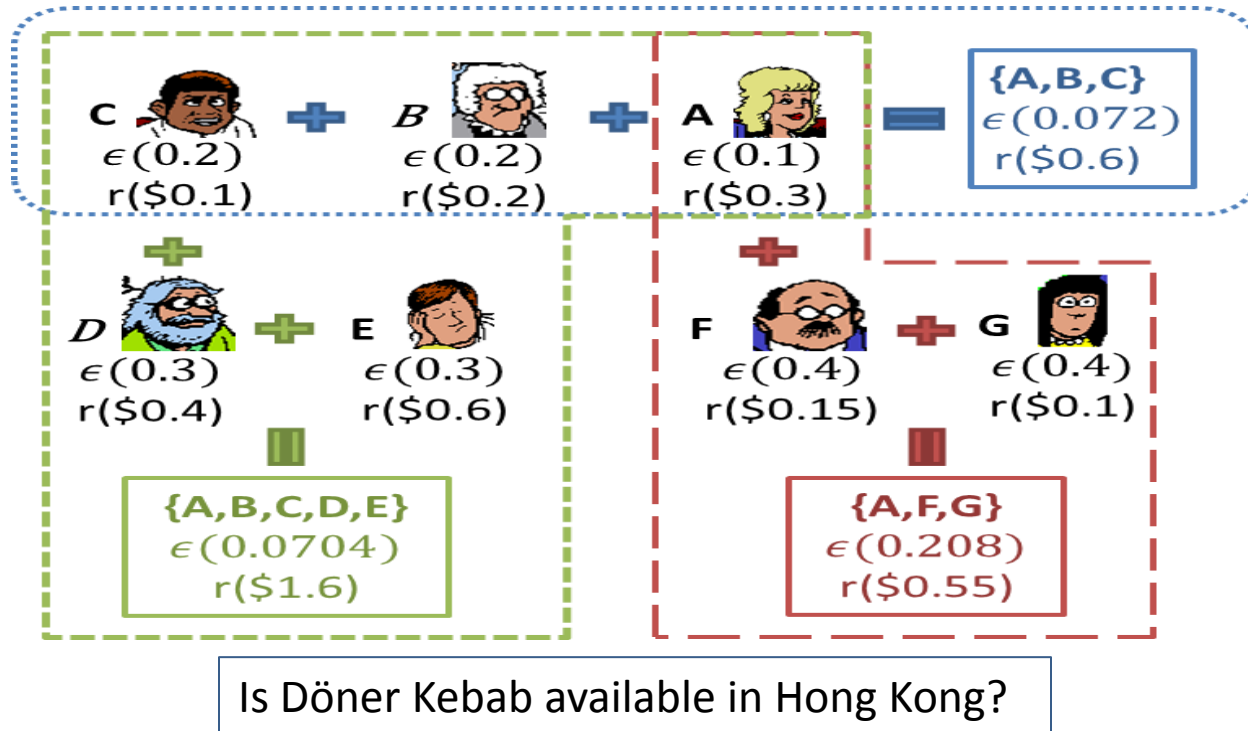 C B A {A,B,C}
ϵ(0.2) ϵ(0.2) ϵ(0.1) ϵ(0.072)
r($0.1) r($0.2) r($0.3) r($0.6)
D E F G
ϵ(0.3) ϵ(0.3) ϵ(0.4) ϵ(0.4)
r($0.4) r($0.6) r($0.15) r($0.1)
{A,B,C,D,E} {A,F,G}
ϵ(0.0704) ϵ(0.208)
r($1.6) r($0.55)
Is Döner Kebab available in Hong Kong?